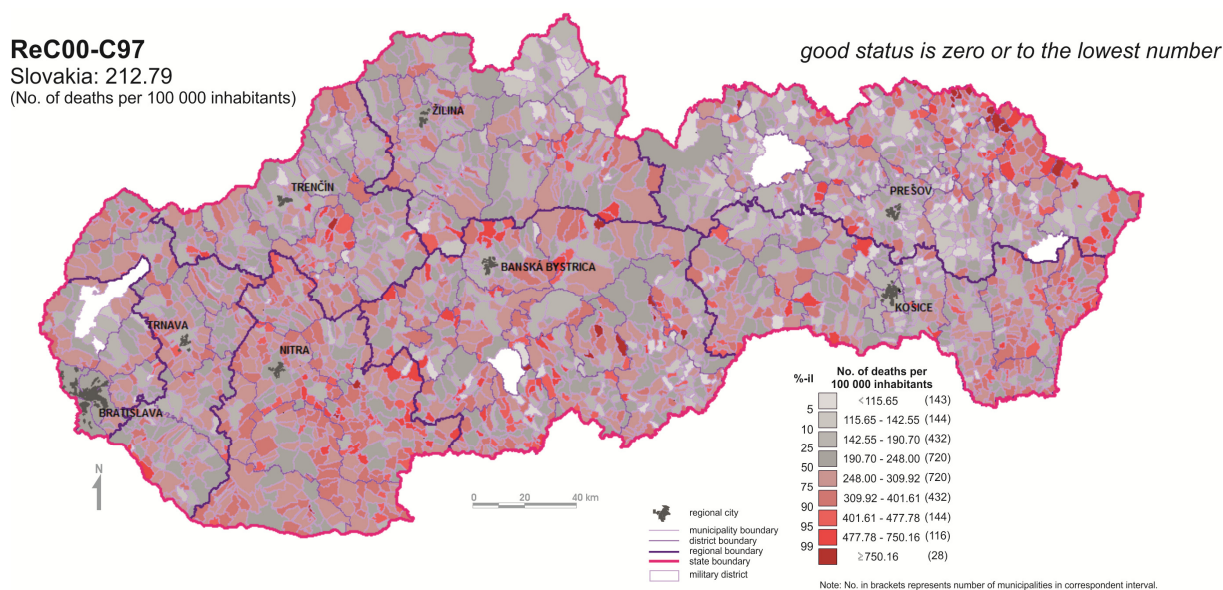 ReC00-C97
Slovakia: 212.79
(No. of deaths per 100 000 inhabitants)
good status is zero or to the lowest number
ŽILINA
TRENČÍN
PREŠOV
BANSKÁ BYSTRICA
KOŠICE
TRNAVA
NITRA
BRATISLAVA
N
0 20 40 km
regional city
municipality boundary
district boundary
regional boundary
state boundary
military district
%-il
No. of deaths per
100 000 inhabitants
<115.65 (143)
5
115.65 - 142.55 (144)
10
142.55 - 190.70 (432)
25
190.70 - 248.00 (720)
50
248.00 - 309.92 (720)
75
309.92 - 401.61 (432)
90
401.61 - 477.78 (144)
95
477.78 - 750.16 (116)
99
≥750.16 (28)
Note: No. in brackets represents number of municipalities in correspondent interval.